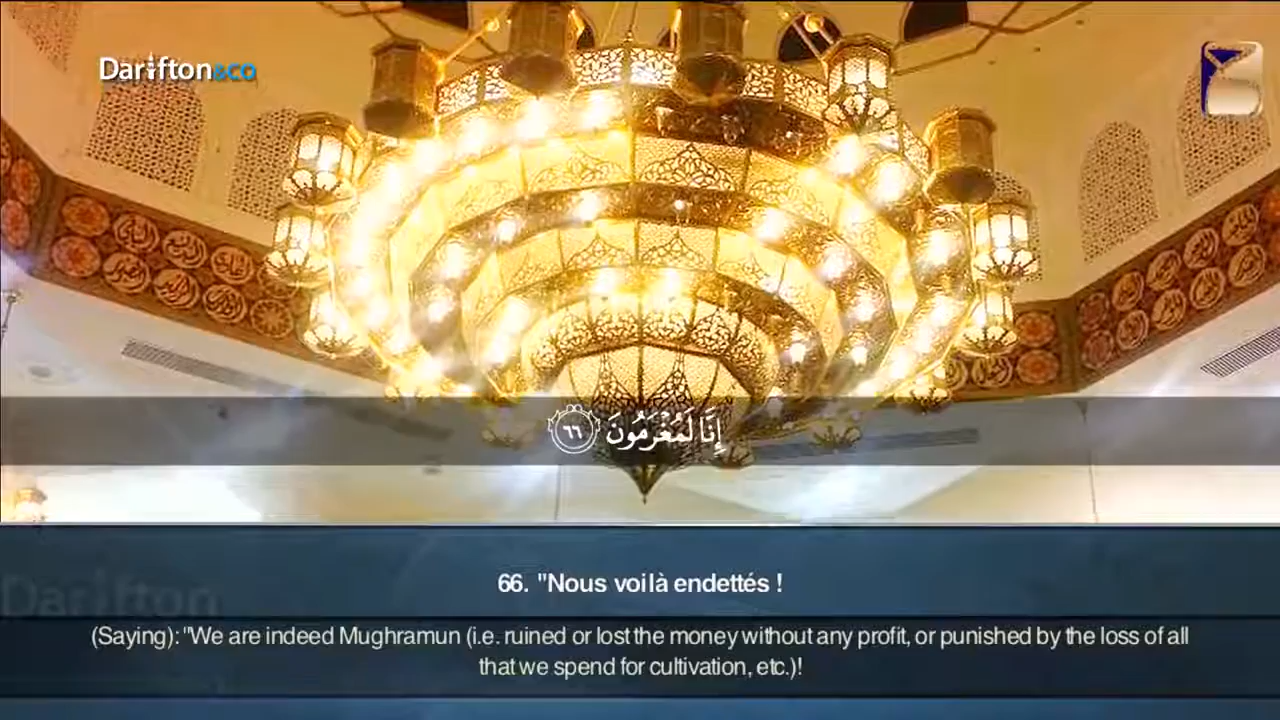 Darifton&co
إِنَّا لَمُغْرَمُونَ ٦٦
Darifton
66. "Nous voilà endettés !
(Saying): "We are indeed Mughramun (i.e. ruined or lost the money without any profit, or punished by the loss of all
that we spend for cultivation, etc.)!